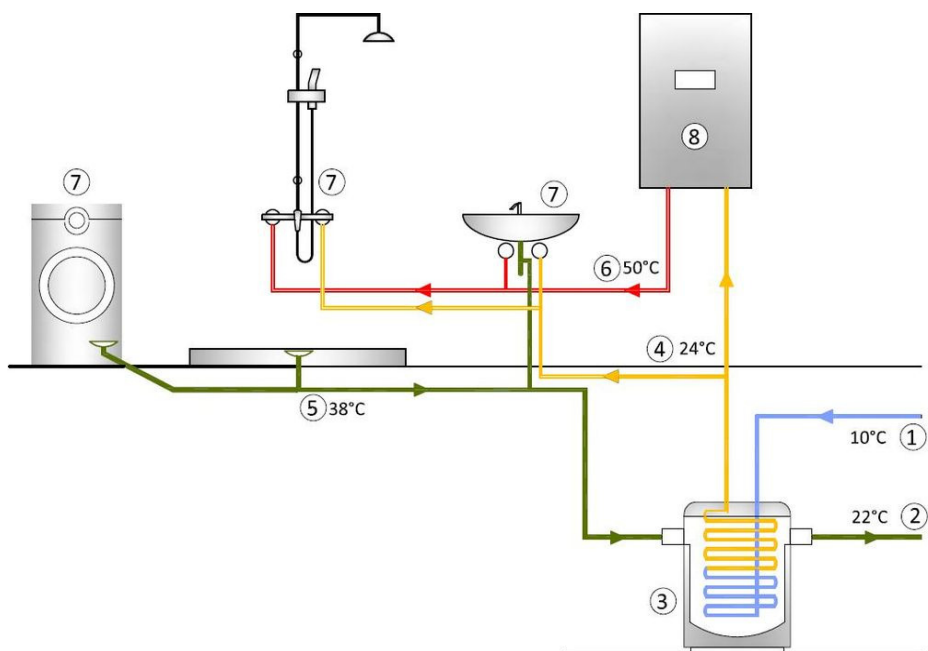 ⑧
⑦
⑦
⑦
⑥ 50°C
④ 24°C
⑤ 38°C
10°C ①
22°C ②
③